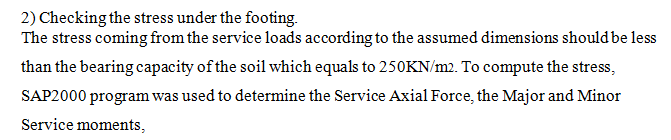 2) Checking the stress under the footing.
The stress coming from the service loads according to the assumed dimensions should be less
than the bearing capacity of the soil which equals to 250KN/m2. To compute the stress,
SAP2000 program was used to determine the Service Axial Force, the Major and Minor
Service moments,